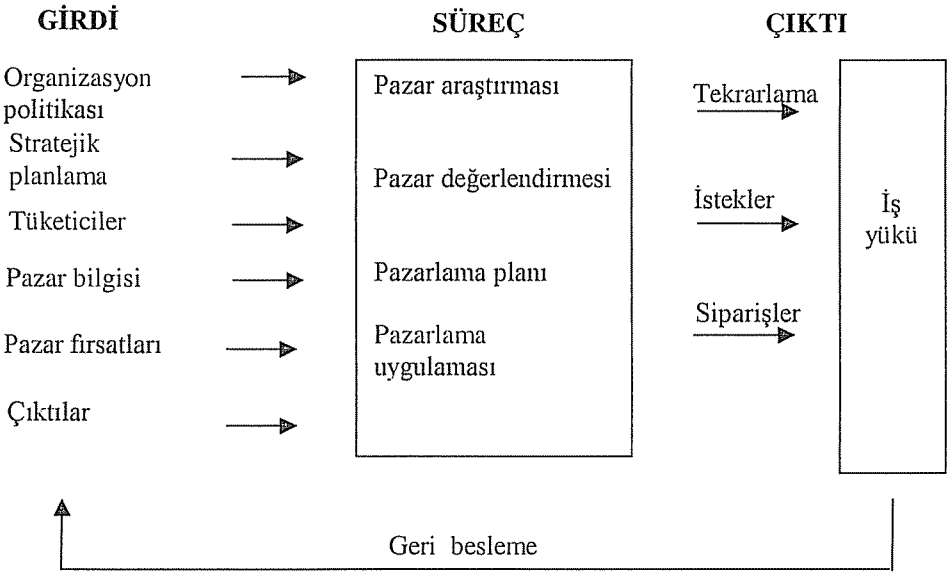 GİRDİ
SÜREÇ
ÇIKTI
Organizasyon
politikası
Stratejik
planlama
Tüketiciler
Pazar bilgisi
Pazar fırsatları
Çıktılar
Pazar araştırması
Pazar değerlendirmesi
Pazarlama planı
Pazarlama
uygulaması
Tekrarlama
İstekler
Siparişler
İş
yükü
Geri besleme